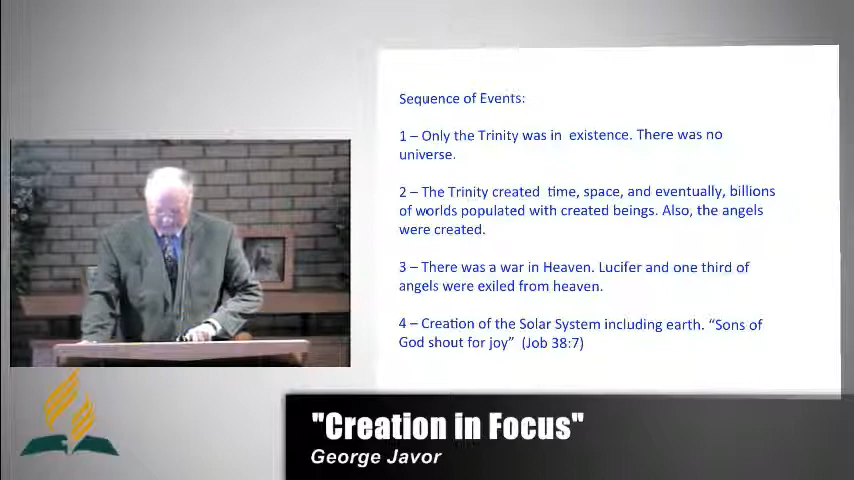 Sequence of Events:
1 – Only the Trinity was in existence. There was no
universe.
2 – The Trinity created time, space, and eventually, billions
of worlds populated with created beings. Also, the angels
were created.
3 – There was a war in Heaven. Lucifer and one third of
angels were exiled from heaven.
4 – Creation of the Solar System including earth. “Sons of
God shout for joy” (Job 38:7)
"Creation in Focus"
George Javor